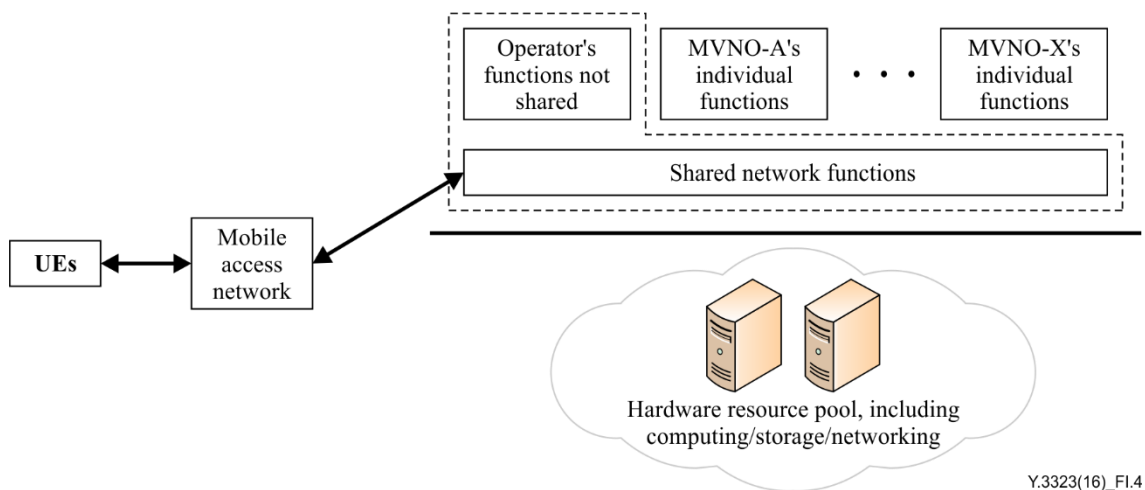 Operator's
functions not
shared
MVNO-A's
individual
functions
• • •
MVNO-X's
individual
functions
Shared network functions
UEs
Mobile
access
network
Hardware resource pool, including
computing/storage/networking
Y.3323(16)_FI.4